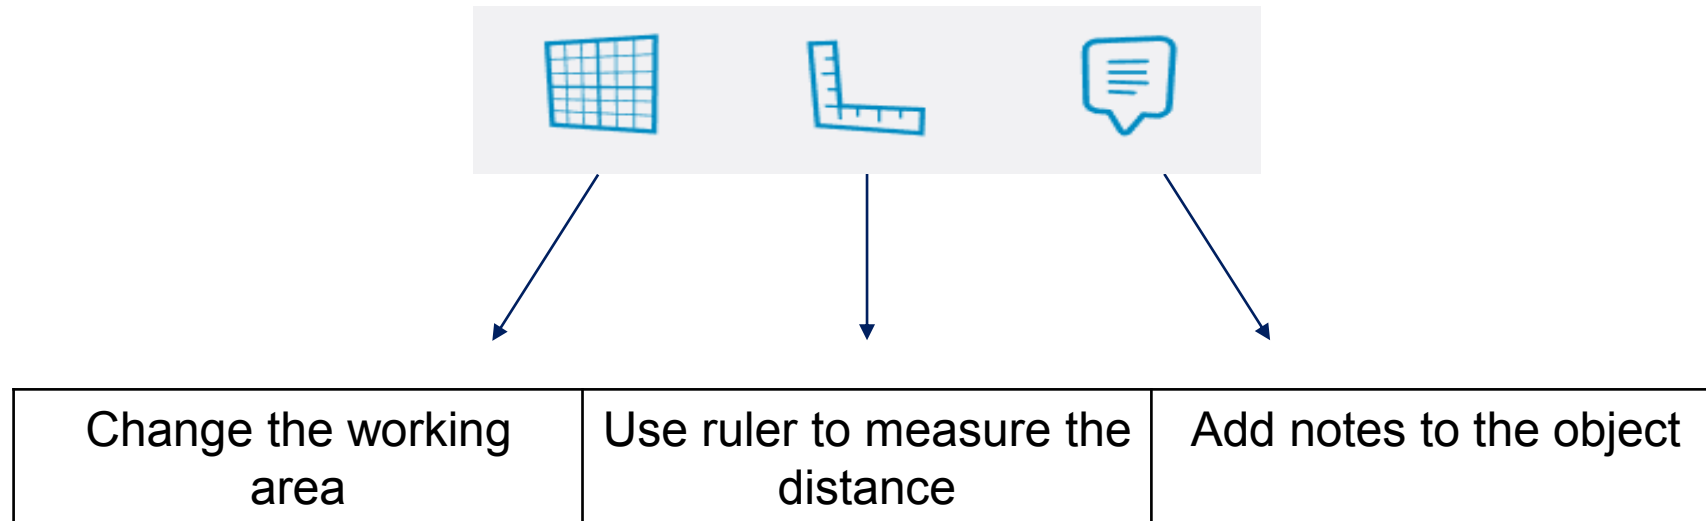 Change the working
area
Use ruler to measure the
distance
Add notes to the object